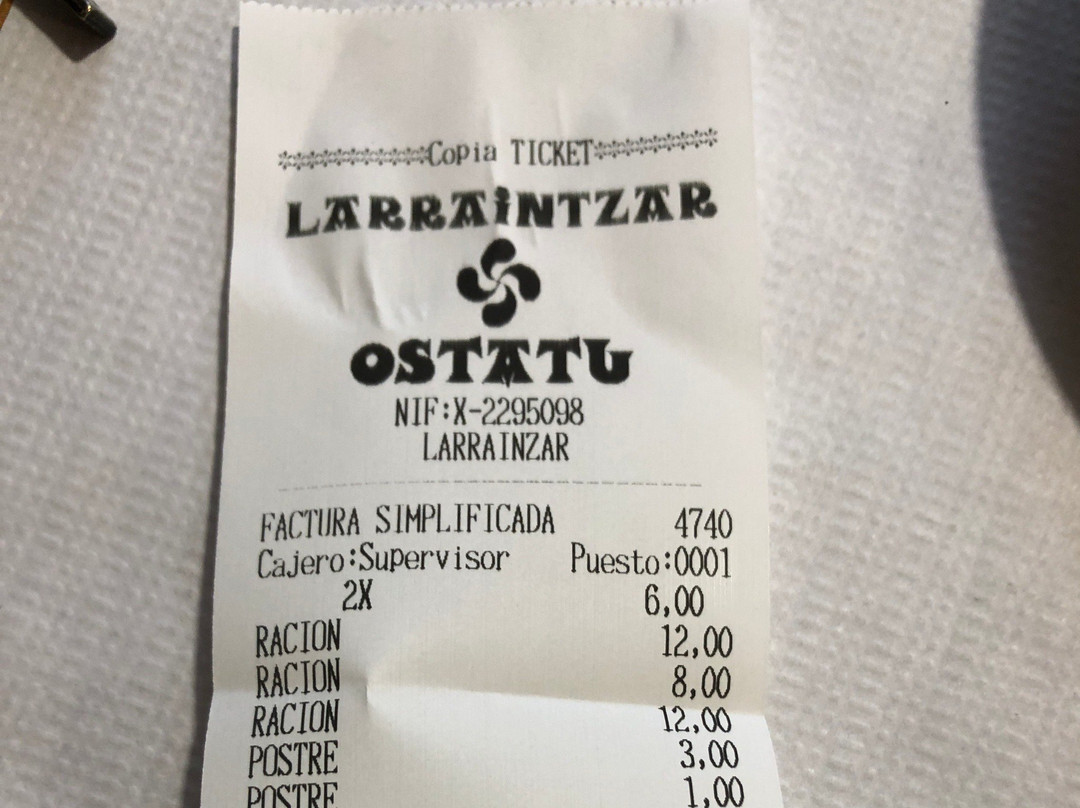 ***********Copia TICKET***********
LARRAiNTZAR
OSTATU
NIF:X-2295098
LARRAINZAR
FACTURA SIMPLIFICADA 4740
Cajero:Supervisor Puesto:0001
2X 6,00
RACION 12,00
RACION 8,00
RACION 12,00
POSTRE 3,00
POSTRE 1,00